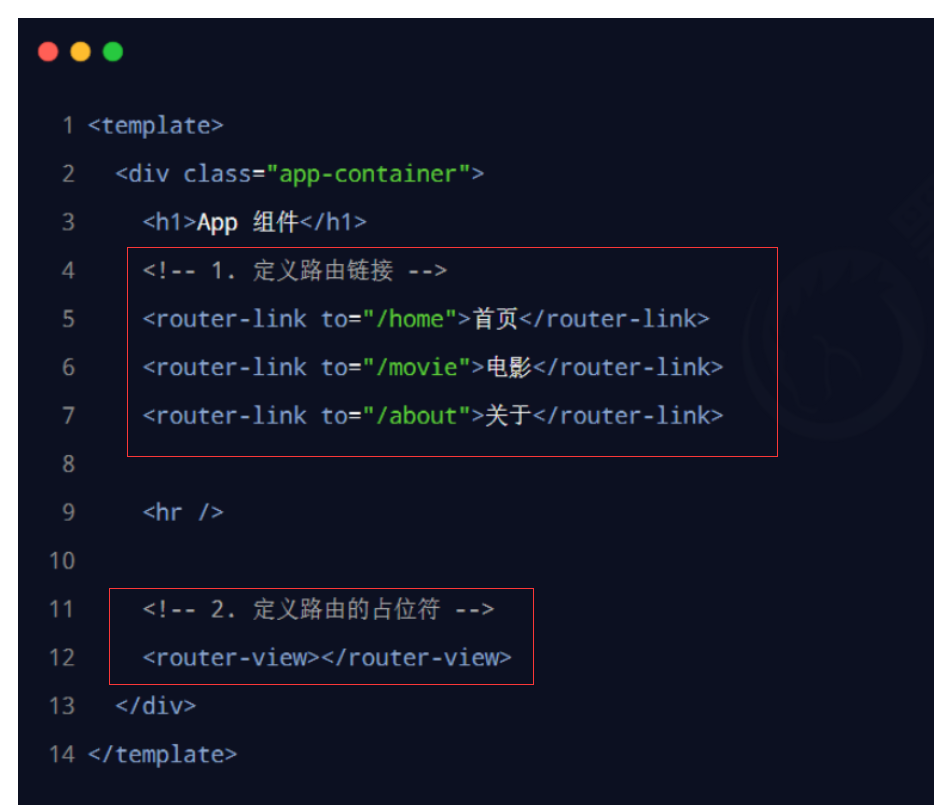 1 <template>
2 <div class="app-container">
3 <h1>App 组件</h1>
4 <!-- 1. 定义路由链接 -->
5 <router-link to="/home">首页</router-link>
6 <router-link to="/movie">电影</router-link>
7 <router-link to="/about">关于</router-link>
8
9 <hr />
10
11 <!-- 2. 定义路由的占位符 -->
12 <router-view></router-view>
13 </div>
14 </template>